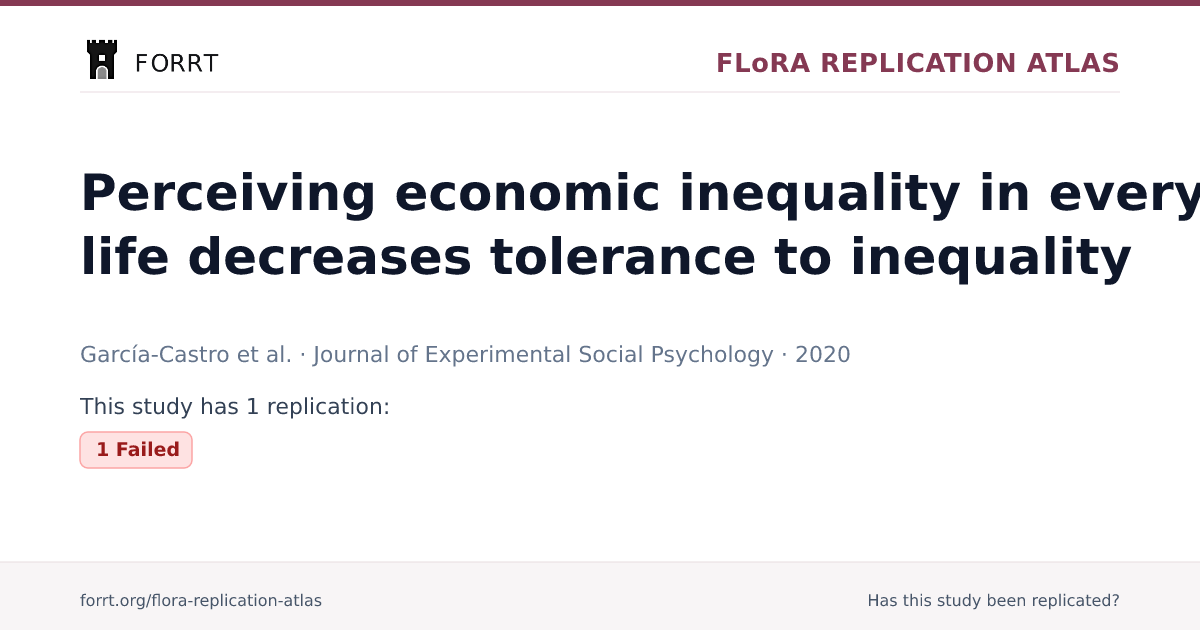 FORRT
FLoRA REPLICATION ATLAS
Perceiving economic inequality in every
life decreases tolerance to inequality
García-Castro et al. · Journal of Experimental Social Psychology · 2020
This study has 1 replication:
1 Failed
forrt.org/flora-replication-atlas
Has this study been replicated?